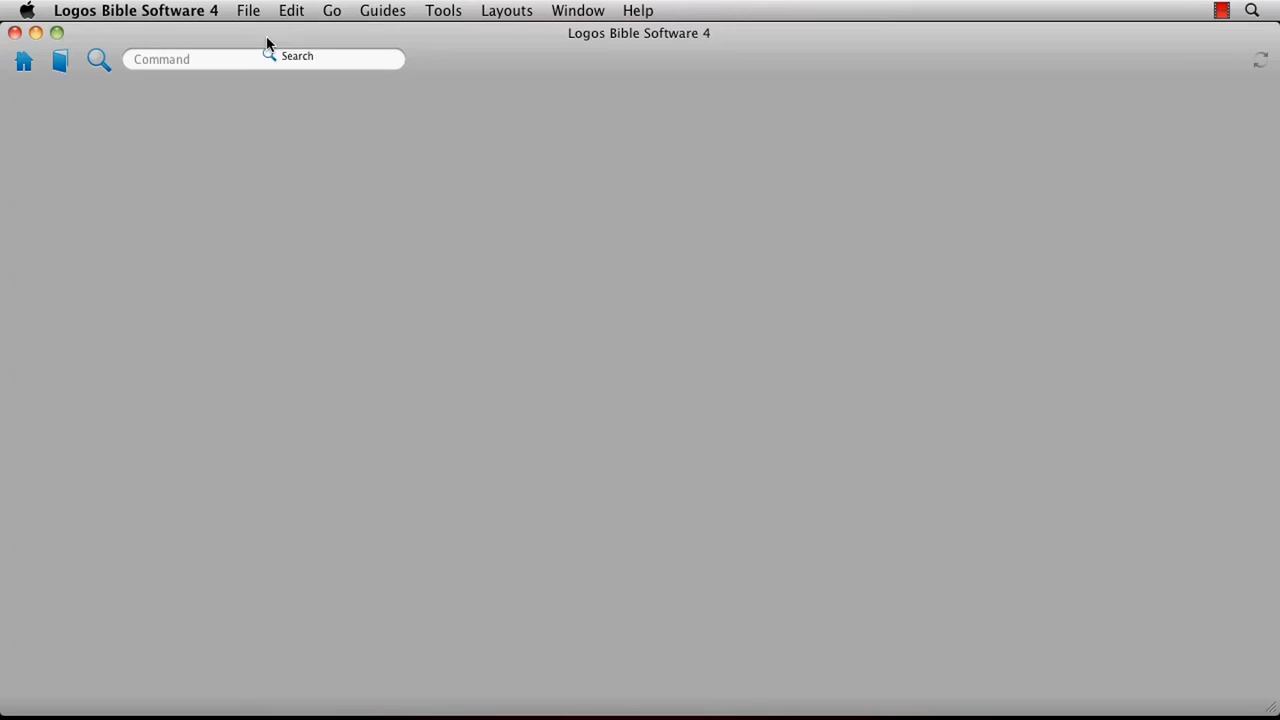 Logos Bible Software 4 File Edit Go Guides Tools Layouts Window Help
Logos Bible Software 4
Command Search